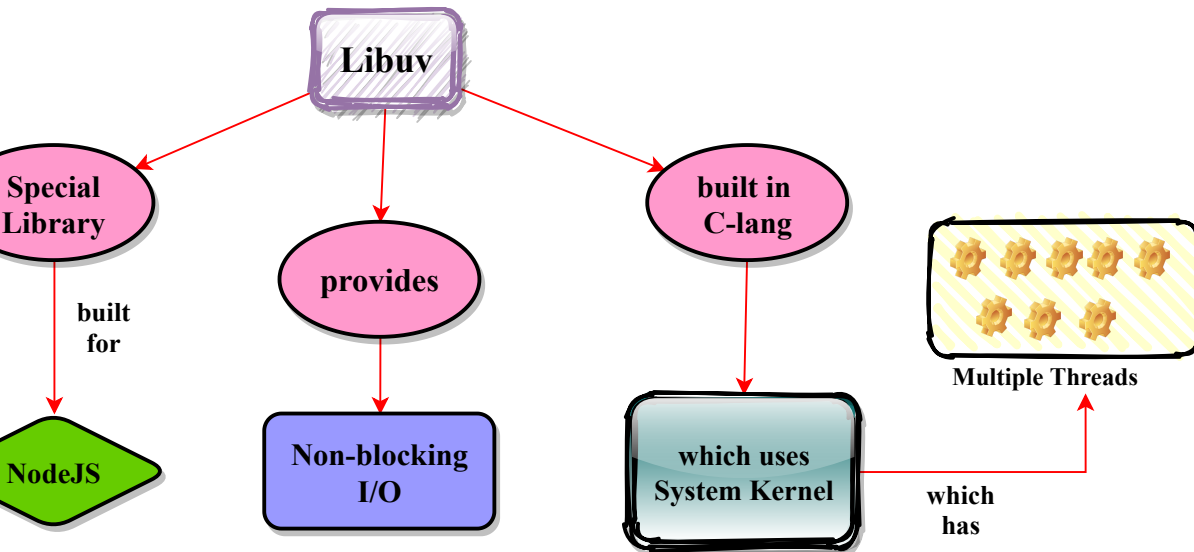 Libuv
Special
Library
built
for
NodeJS
provides
Non-blocking
I/O
built in
C-lang
which uses
System Kernel
which
has
Multiple Threads